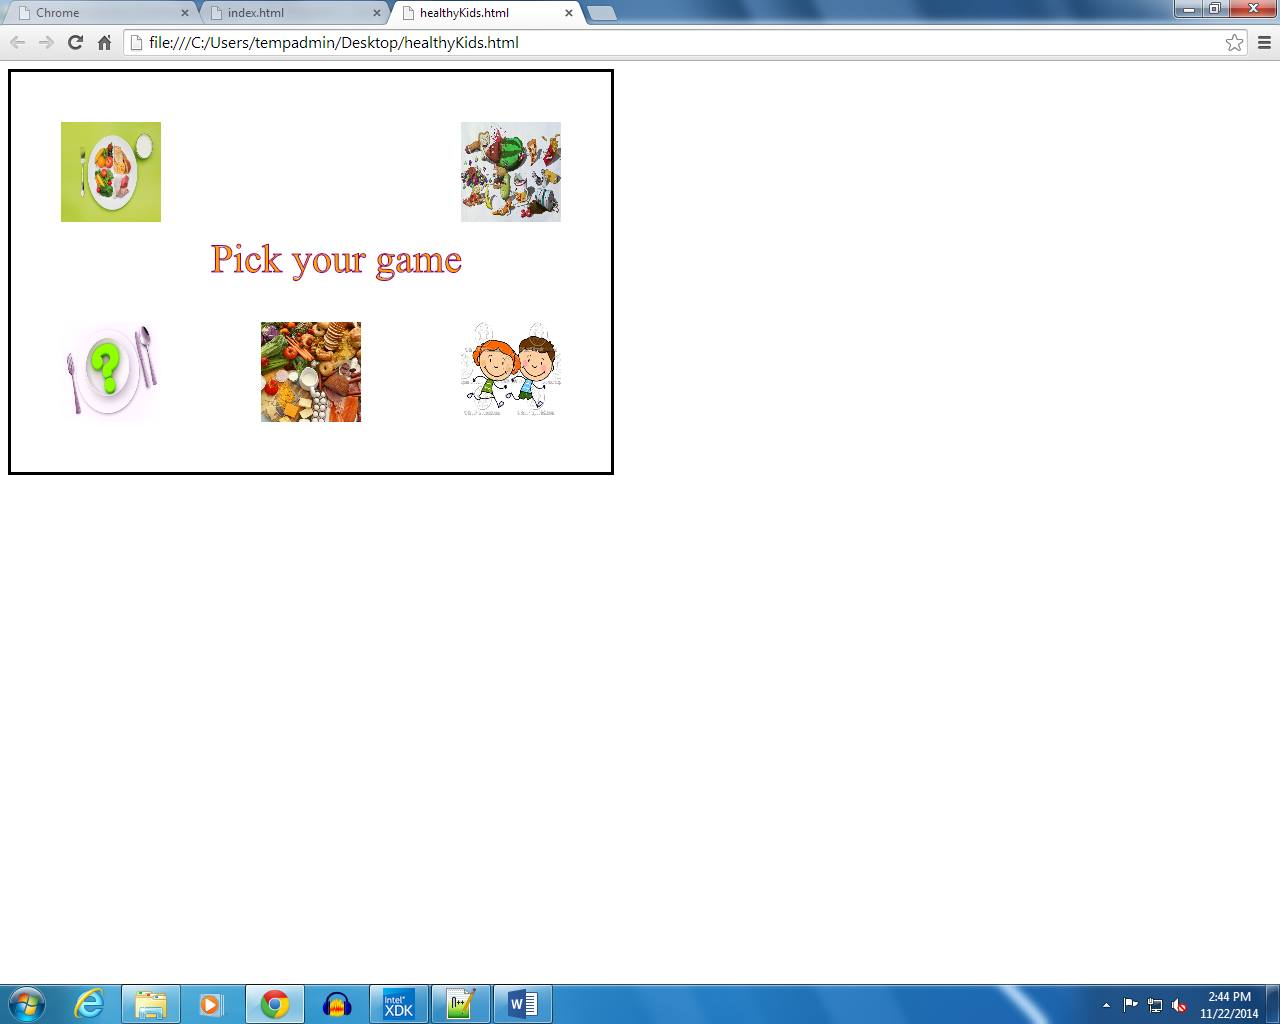 Chrome
index.html
healthyKids.html
file:///C:/Users/tempadmin/Desktop/healthyKids.html
Pick your game
?
intel
XDK
n++
W
2:44 PM
11/22/2014